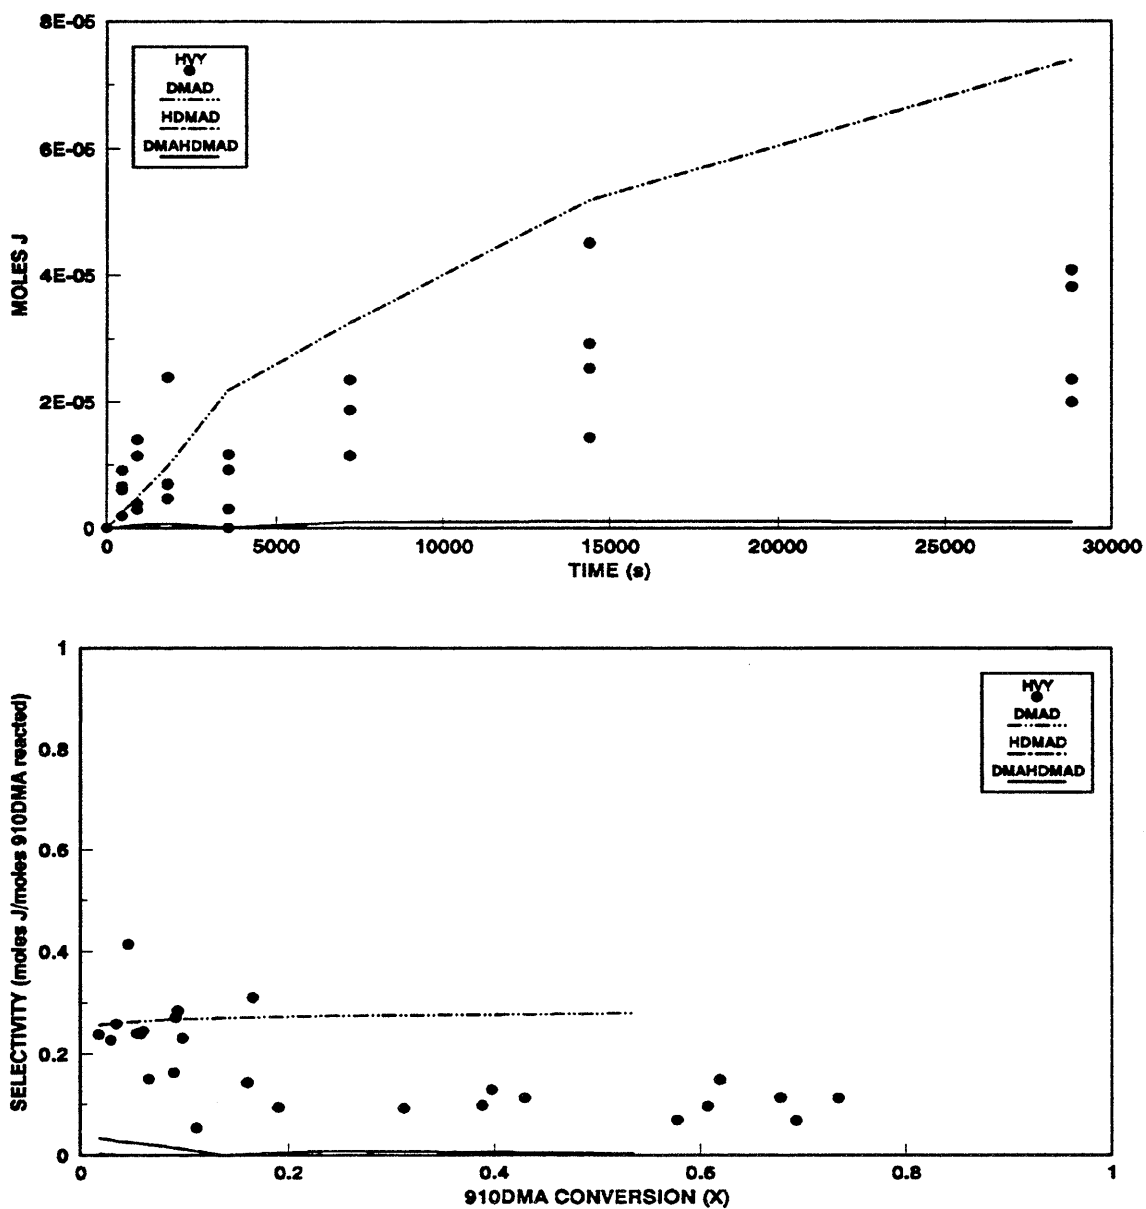 8E-05
6E-05
4E-05
2E-05
0
MOLES J
HVY
DMAD
HDMAD
DMAHDMAD
0 5000 10000 15000 20000 25000 30000
TIME (s)
1
0.8
0.6
0.4
0.2
0
SELECTIVITY (moles J/moles 910DMA reacted)
HVY
DMAD
HDMAD
DMAHDMAD
0 0.2 0.4 0.6 0.8 1
910DMA CONVERSION (X)